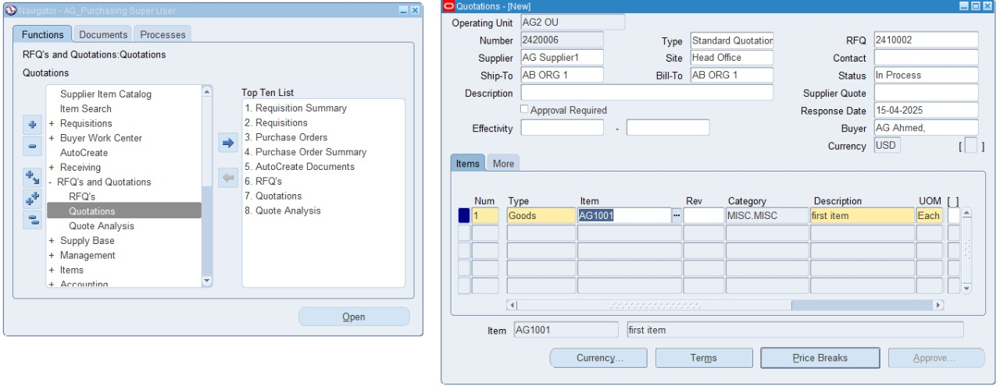 Navigator - AG_Purchasing Super User
Functions
Documents
Processes
RFQ's and Quotations:Quotations
Quotations
Supplier Item Catalog
Item Search
+ Requisitions
+ Buyer Work Center
AutoCreate
+ Receiving
- RFQ's and Quotations
RFQ's
Quotations
Quote Analysis
+ Supply Base
+ Management
+ Items
+ Accounting
Top Ten List
1. Requisition Summary
2. Requisitions
3. Purchase Orders
4. Purchase Order Summary
5. AutoCreate Documents
6. RFQ's
7. Quotations
8. Quote Analysis
Open
Quotations - [New]
Operating Unit AG2 OU
Number 2420006 Type Standard Quotation RFQ 2410002
Supplier AG Supplier1 Site Head Office Contact
Ship-To AB ORG 1 Bill-To AB ORG 1 Status In Process
Description Supplier Quote
Approval Required Response Date 15-04-2025
Effectivity - Buyer AG Ahmed,
Currency USD [ ]
Items More
Num Type Item Rev Category Description UOM [ ]
1 Goods AG1001 ... MISC.MISC first item Each
Item AG1001 first item
Currency... Terms Price Breaks Approve...